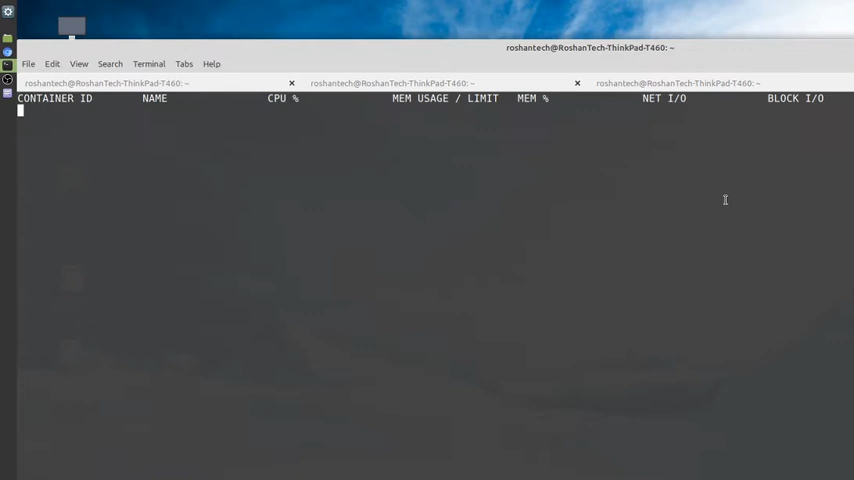 roshantech@RoshanTech-ThinkPad-T460: ~
File Edit View Search Terminal Tabs Help
roshantech@RoshanTech-ThinkPad-T460: ~ × roshantech@RoshanTech-ThinkPad-T460: ~ × roshantech@RoshanTech-ThinkPad-T460: ~
CONTAINER ID NAME CPU % MEM USAGE / LIMIT MEM % NET I/O BLOCK I/O